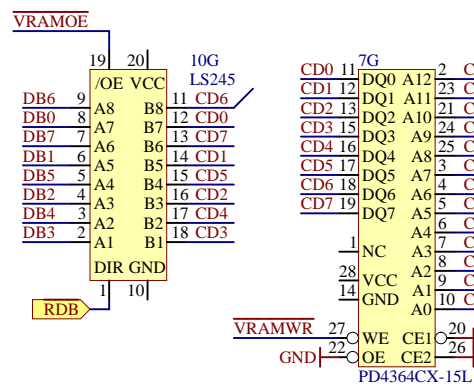 VRAMOE
19 20 10G
/OE VCC LS245
DB6 9 A8 B8 11 CD6
DB0 8 A7 B7 12 CD0
DB7 7 A6 B6 13 CD7
DB1 6 A5 B5 14 CD1
DB5 5 A4 B4 15 CD5
DB2 4 A3 B3 16 CD2
DB4 3 A2 B2 17 CD4
DB3 2 A1 B1 18 CD3
DIR GND
1 10
RDB
7G
CD0 11 DQ0 A12 2
CD1 12 DQ1 A11 23
CD2 13 DQ2 A10 21
CD3 15 DQ3 A9 24
CD4 16 DQ4 A8 25
CD5 17 DQ5 A7 3
CD6 18 DQ6 A6 4
CD7 19 DQ7 A5 5
A4 6
1 NC A3 7
A2 8
28 VCC A1 9
14 GND A0 10
VRAMWR 27 WE CE1 20
GND 22 OE CE2 26
PD4364CX-15L